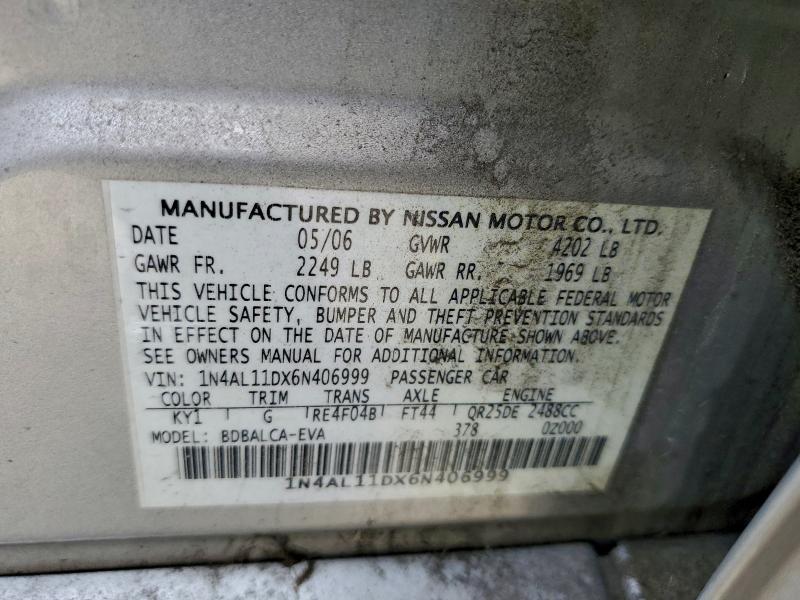 MANUFACTURED BY NISSAN MOTOR CO., LTD.
DATE 05/06 GVWR 4202 LB
GAWR FR. 2249 LB GAWR RR. 1969 LB
THIS VEHICLE CONFORMS TO ALL APPLICABLE FEDERAL MOTOR
VEHICLE SAFETY, BUMPER AND THEFT PREVENTION STANDARDS
IN EFFECT ON THE DATE OF MANUFACTURE SHOWN ABOVE.
SEE OWNERS MANUAL FOR ADDITIONAL INFORMATION.
VIN: 1N4AL11DX6N406999 PASSENGER CAR
COLOR TRIM TRANS AXLE ENGINE
KY1 G RE4F04B FT44 QR25DE 2488CC
MODEL: BDBALCA-EVA 378 02000
1N4AL11DX6N406999